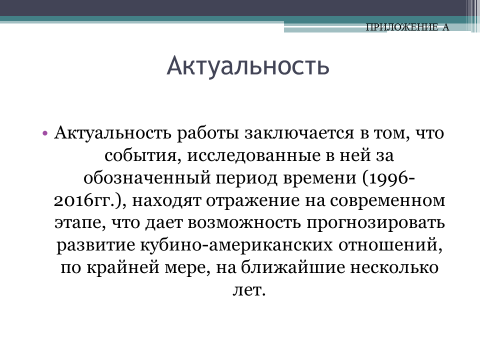 ПРИЛОЖЕНИЕ А
Актуальность
• Актуальность работы заключается в том, что
события, исследованные в ней за
обозначенный период времени (1996-
2016гг.), находят отражение на современном
этапе, что дает возможность прогнозировать
развитие кубино-американских отношений,
по крайней мере, на ближайшие несколько
лет.